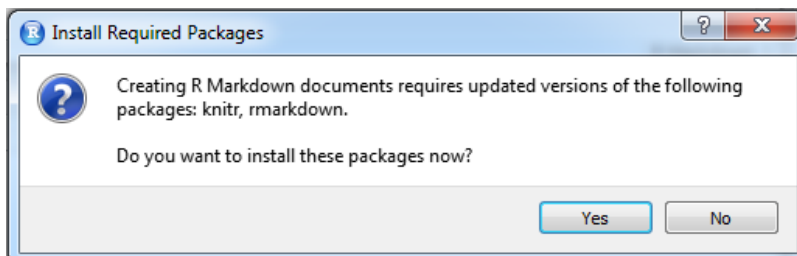 Install Required Packages
Creating R Markdown documents requires updated versions of the following
packages: knitr, rmarkdown.
Do you want to install these packages now?
Yes
No